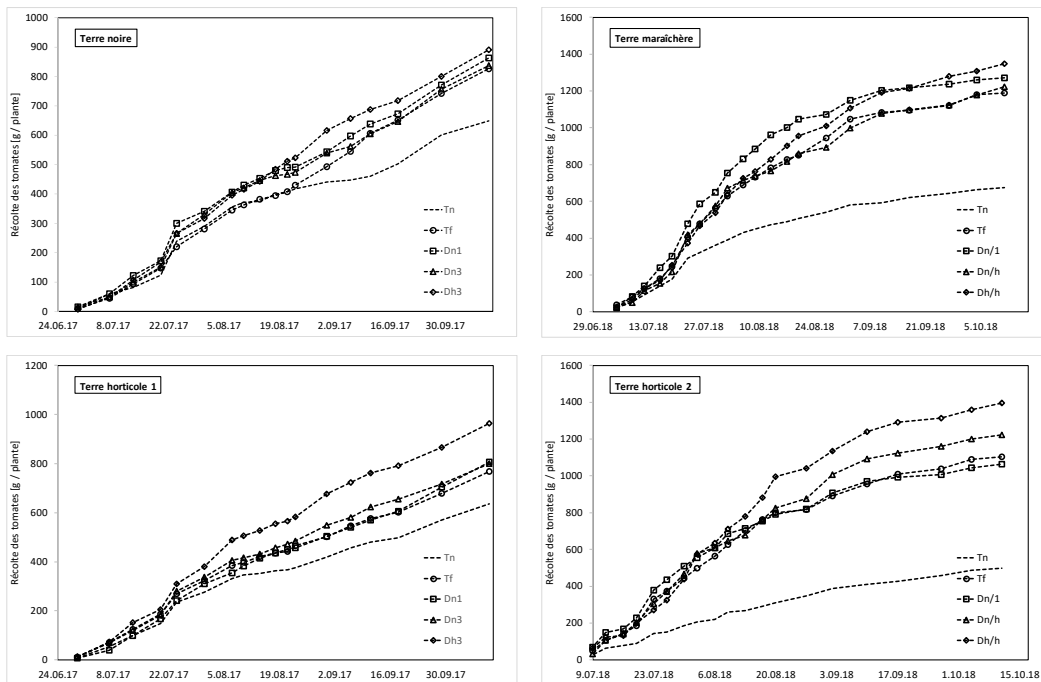 Terre noire
Récolte des tomates [g / plante]
1000
900
800
700
600
500
400
300
200
100
0
24.06.17 8.07.17 22.07.17 5.08.17 19.08.17 2.09.17 16.09.17 30.09.17
Tn
Tf
Dn1
Dn3
Dh3
Terre maraîchère
Récolte des tomates [g / plante]
1600
1400
1200
1000
800
600
400
200
0
29.06.18 13.07.18 27.07.18 10.08.18 24.08.18 7.09.18 21.09.18 5.10.18
Tn
Tf
Dn/1
Dn/h
Dh/h
Terre horticole 1
Récolte des tomates [g / plante]
1200
1000
800
600
400
200
0
24.06.17 8.07.17 22.07.17 5.08.17 19.08.17 2.09.17 16.09.17 30.09.17
Tn
Tf
Dn1
Dn3
Dh3
Terre horticole 2
Récolte des tomates [g / plante]
1600
1400
1200
1000
800
600
400
200
0
9.07.18 23.07.18 6.08.18 20.08.18 3.09.18 17.09.18 1.10.18 15.10.18
Tn
Tf
Dn/1
Dn/h
Dh/h